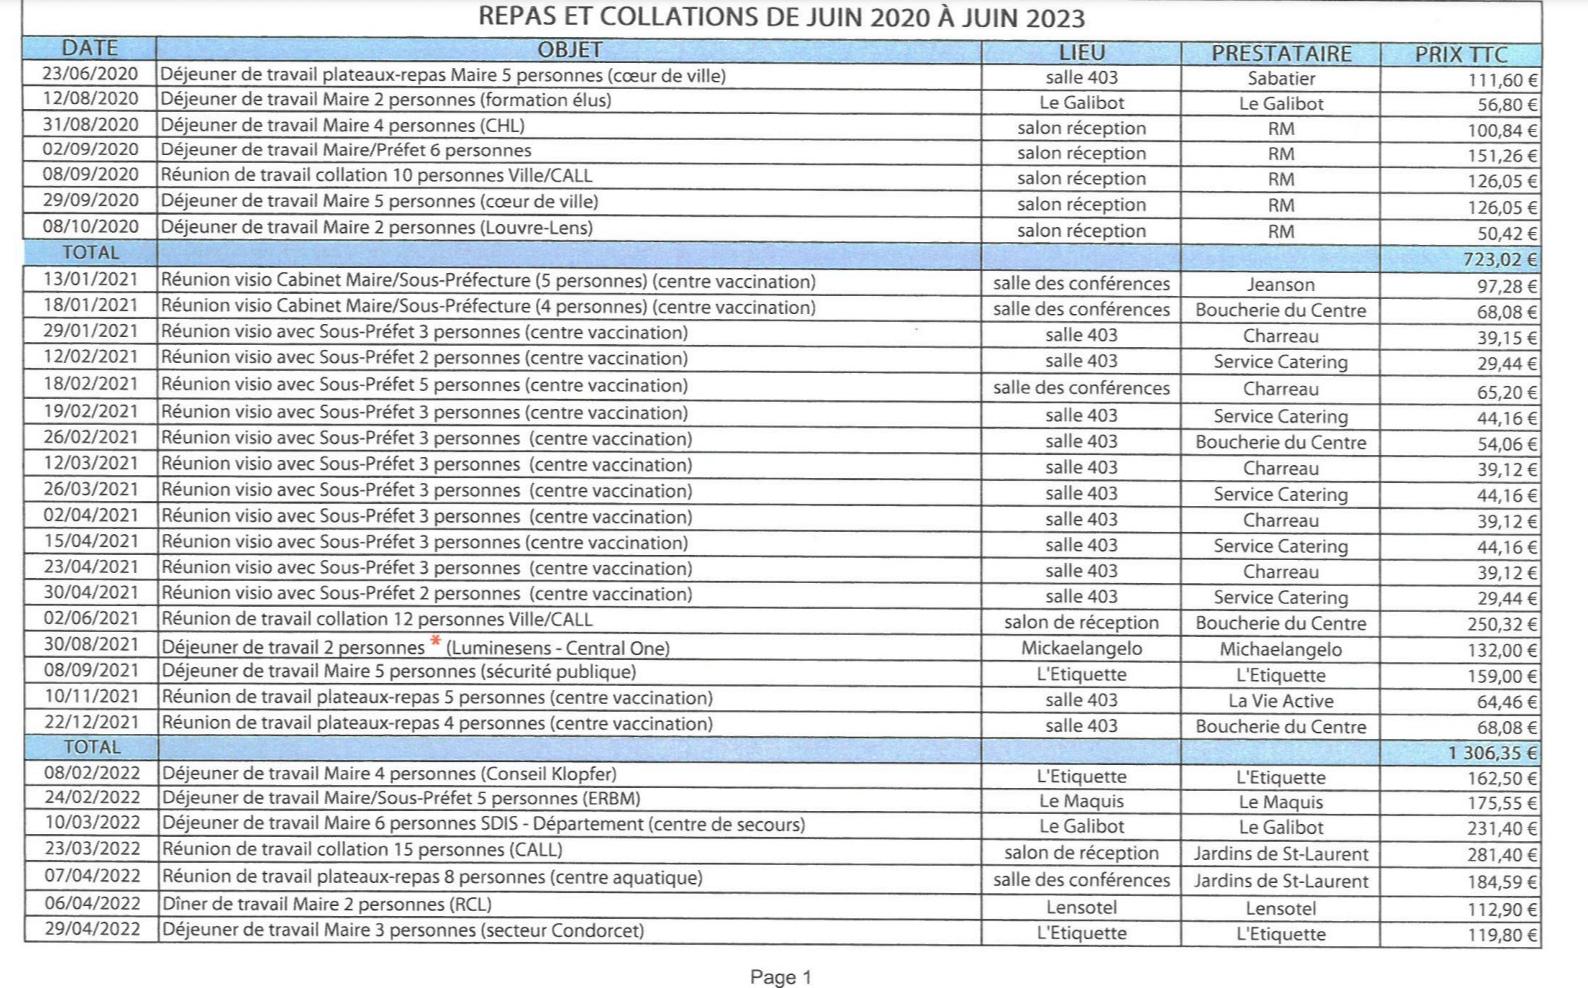 REPAS ET COLLATIONS DE JUIN 2020 À JUIN 2023
DATE OBJET LIEU PRESTATAIRE PRIX TTC
23/06/2020 Déjeuner de travail plateaux-repas Maire 5 personnes (cœur de ville) salle 403 Sabatier 111,60 €
12/08/2020 Déjeuner de travail Maire 2 personnes (formation élus) Le Galibot Le Galibot 56,80 €
31/08/2020 Déjeuner de travail Maire 4 personnes (CHL) salon réception RM 100,84 €
02/09/2020 Déjeuner de travail Maire/Préfet 6 personnes salon réception RM 151,26 €
08/09/2020 Réunion de travail collation 10 personnes Ville/CALL salon réception RM 126,05 €
29/09/2020 Déjeuner de travail Maire 5 personnes (cœur de ville) salon réception RM 126,05 €
08/10/2020 Déjeuner de travail Maire 2 personnes (Louvre-Lens) salon réception RM 50,42 €
TOTAL 723,02 €
13/01/2021 Réunion visio Cabinet Maire/Sous-Préfecture (5 personnes) (centre vaccination) salle des conférences Jeanson 97,28 €
18/01/2021 Réunion visio Cabinet Maire/Sous-Préfecture (4 personnes) (centre vaccination) salle des conférences Boucherie du Centre 68,08 €
29/01/2021 Réunion visio avec Sous-Préfet 3 personnes (centre vaccination) salle 403 Charreau 39,15 €
12/02/2021 Réunion visio avec Sous-Préfet 2 personnes (centre vaccination) salle 403 Service Catering 29,44 €
18/02/2021 Réunion visio avec Sous-Préfet 5 personnes (centre vaccination) salle des conférences Charreau 65,20 €
19/02/2021 Réunion visio avec Sous-Préfet 3 personnes (centre vaccination) salle 403 Service Catering 44,16 €
26/02/2021 Réunion visio avec Sous-Préfet 3 personnes (centre vaccination) salle 403 Boucherie du Centre 54,06 €
12/03/2021 Réunion visio avec Sous-Préfet 3 personnes (centre vaccination) salle 403 Charreau 39,12 €
26/03/2021 Réunion visio avec Sous-Préfet 3 personnes (centre vaccination) salle 403 Service Catering 44,16 €
02/04/2021 Réunion visio avec Sous-Préfet 3 personnes (centre vaccination) salle 403 Charreau 39,12 €
15/04/2021 Réunion visio avec Sous-Préfet 3 personnes (centre vaccination) salle 403 Service Catering 44,16 €
23/04/2021 Réunion visio avec Sous-Préfet 3 personnes (centre vaccination) salle 403 Charreau 39,12 €
30/04/2021 Réunion visio avec Sous-Préfet 2 personnes (centre vaccination) salle 403 Service Catering 29,44 €
02/06/2021 Réunion de travail collation 12 personnes Ville/CALL salon de réception Boucherie du Centre 250,32 €
30/08/2021 Déjeuner de travail 2 personnes * (Luminesens - Central One) Mickaelangelo Michaelangelo 132,00 €
08/09/2021 Déjeuner de travail Maire 5 personnes (sécurité publique) L'Etiquette L'Etiquette 159,00 €
10/11/2021 Réunion de travail plateaux-repas 5 personnes (centre vaccination) salle 403 La Vie Active 64,46 €
22/12/2021 Réunion de travail plateaux-repas 4 personnes (centre vaccination) salle 403 Boucherie du Centre 68,08 €
TOTAL 1 306,35 €
08/02/2022 Déjeuner de travail Maire 4 personnes (Conseil Klopfer) L'Etiquette L'Etiquette 162,50 €
24/02/2022 Déjeuner de travail Maire/Sous-Préfet 5 personnes (ERBM) Le Maquis Le Maquis 175,55 €
10/03/2022 Déjeuner de travail Maire 6 personnes SDIS - Département (centre de secours) Le Galibot Le Galibot 231,40 €
23/03/2022 Réunion de travail collation 15 personnes (CALL) salon de réception Jardins de St-Laurent 281,40 €
07/04/2022 Réunion de travail plateaux-repas 8 personnes (centre aquatique) salle des conférences Jardins de St-Laurent 184,59 €
06/04/2022 Dîner de travail Maire 2 personnes (RCL) Lensotel Lensotel 112,90 €
29/04/2022 Déjeuner de travail Maire 3 personnes (secteur Condorcet) L'Etiquette L'Etiquette 119,80 €
Page 1